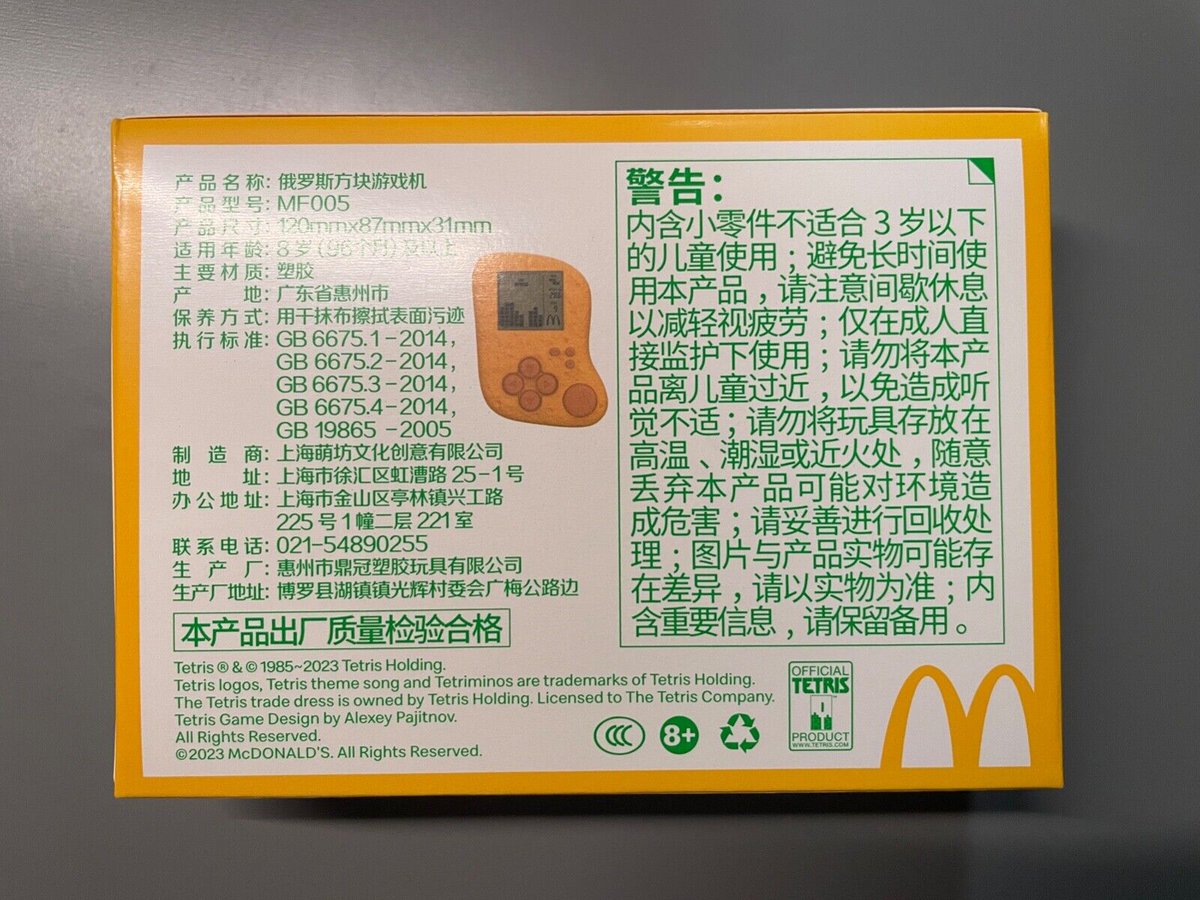 产品名称：俄罗斯方块游戏机
产品型号：MF005
产品尺寸：120mmx87mmx31mm
适用年龄：8岁（96个月）及以上
主要材质：塑胶
产 地：广东省惠州市
保养方式：用干抹布擦拭表面污迹
执行标准：GB 6675.1-2014，
GB 6675.2-2014，
GB 6675.3-2014，
GB 6675.4-2014，
GB 19865 -2005
制 造 商：上海萌坊文化创意有限公司
地 址：上海市徐汇区虹漕路 25-1号
办公地址：上海市金山区亭林镇兴工路
225 号 1 幢二层 221 室
联系电话：021-54890255
生 产 厂：惠州市鼎冠塑胶玩具有限公司
生产厂地址：博罗县湖镇镇光辉村委会广梅公路边
本产品出厂质量检验合格
警告：
内含小零件不适合 3 岁以下
的儿童使用；避免长时间使
用本产品，请注意间歇休息
以减轻视疲劳；仅在成人直
接监护下使用；请勿将本产
品离儿童过近，以免造成听
觉不适；请勿将玩具存放在
高温、潮湿或近火处，随意
丢弃本产品可能对环境造
成危害；请妥善进行回收处
理；图片与产品实物可能存
在差异，请以实物为准；内
含重要信息，请保留备用。
Tetris ® & © 1985~2023 Tetris Holding.
Tetris logos, Tetris theme song and Tetriminos are trademarks of Tetris Holding.
The Tetris trade dress is owned by Tetris Holding. Licensed to The Tetris Company.
Tetris Game Design by Alexey Pajitnov.
All Rights Reserved.
©2023 McDONALD'S. All Rights Reserved.
8+
OFFICIAL
TETRIS
PRODUCT
WWW.TETRIS.COM